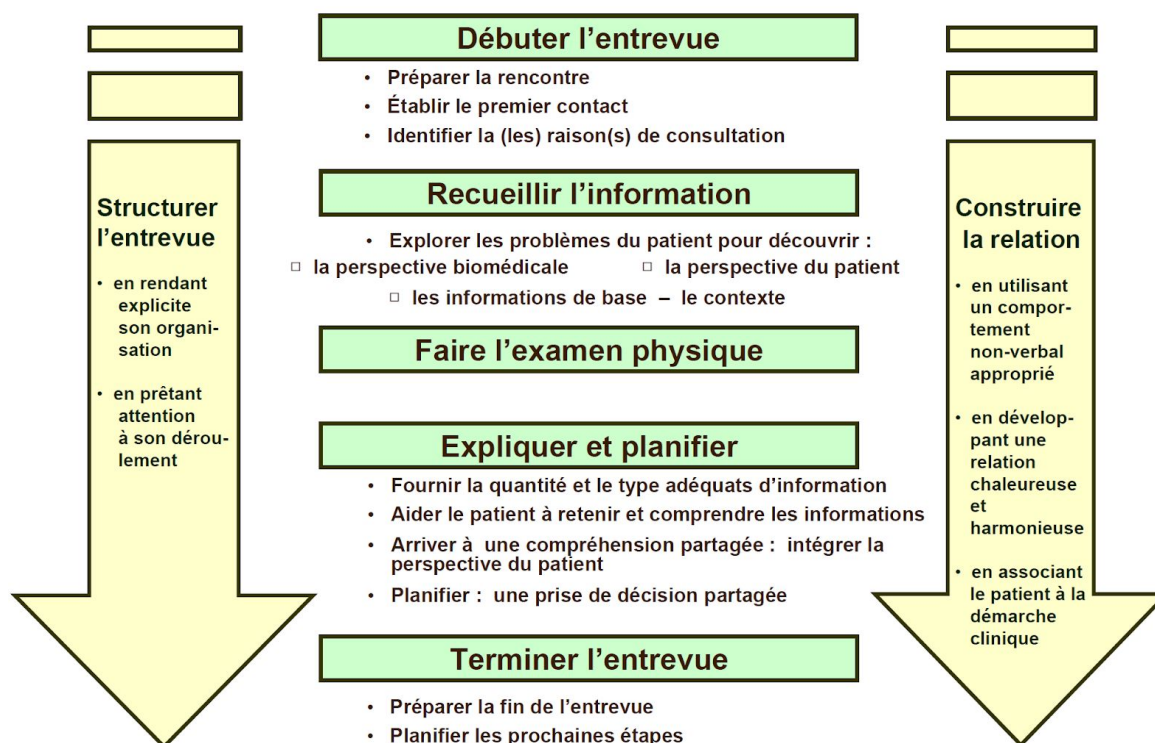 Débuter l'entrevue
• Préparer la rencontre
• Établir le premier contact
• Identifier la (les) raison(s) de consultation
Structurer
l'entrevue
• en rendant
explicite
son organi-
sation
• en prêtant
attention
à son dérou-
lement
Recueillir l'information
• Explorer les problèmes du patient pour découvrir :
□ la perspective biomédicale □ la perspective du patient
□ les informations de base – le contexte
Faire l'examen physique
Expliquer et planifier
• Fournir la quantité et le type adéquats d'information
• Aider le patient à retenir et comprendre les informations
• Arriver à une compréhension partagée : intégrer la
perspective du patient
• Planifier : une prise de décision partagée
Terminer l'entrevue
• Préparer la fin de l'entrevue
• Planifier les prochaines étapes
Construire
la relation
• en utilisant
un compor-
tement
non-verbal
approprié
• en dévelop-
pant une
relation
chaleureuse
et
harmonieuse
• en associant
le patient à la
démarche
clinique